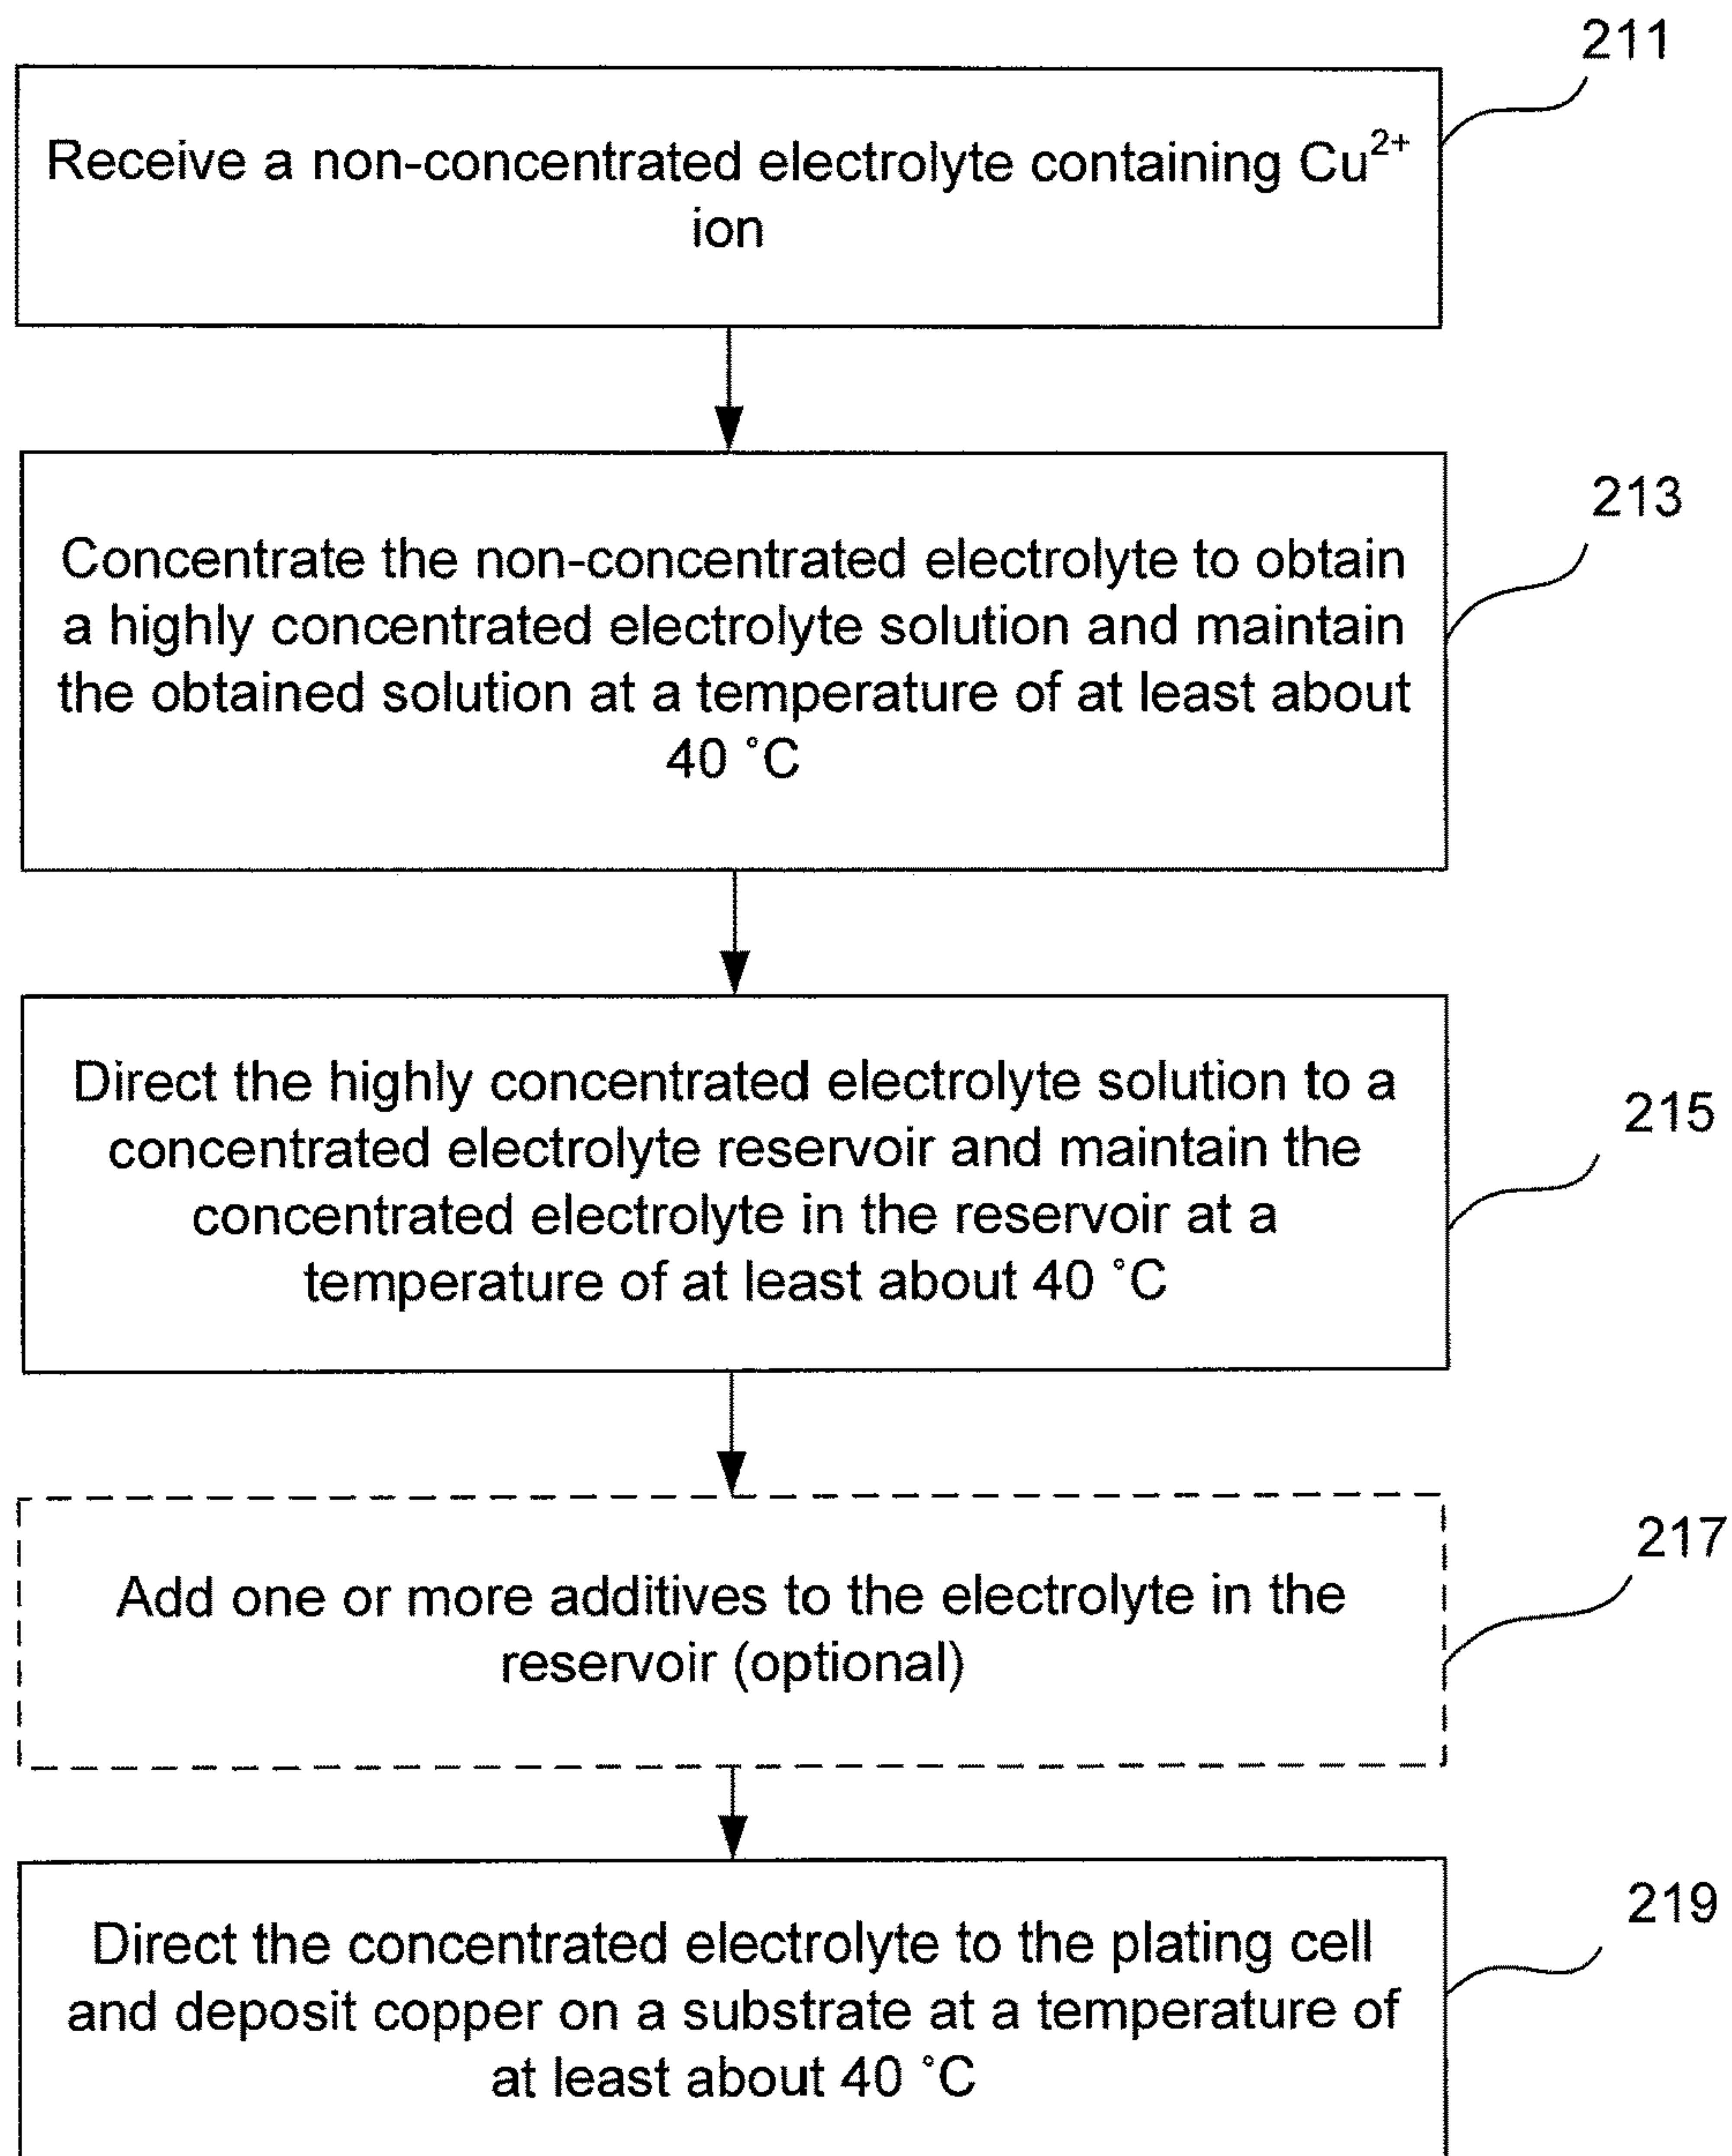 211
Receive a non-concentrated electrolyte containing Cu²⁺
ion
213
Concentrate the non-concentrated electrolyte to obtain
a highly concentrated electrolyte solution and maintain
the obtained solution at a temperature of at least about
40 °C
215
Direct the highly concentrated electrolyte solution to a
concentrated electrolyte reservoir and maintain the
concentrated electrolyte in the reservoir at a
temperature of at least about 40 °C
217
Add one or more additives to the electrolyte in the
reservoir (optional)
219
Direct the concentrated electrolyte to the plating cell
and deposit copper on a substrate at a temperature of
at least about 40 °C